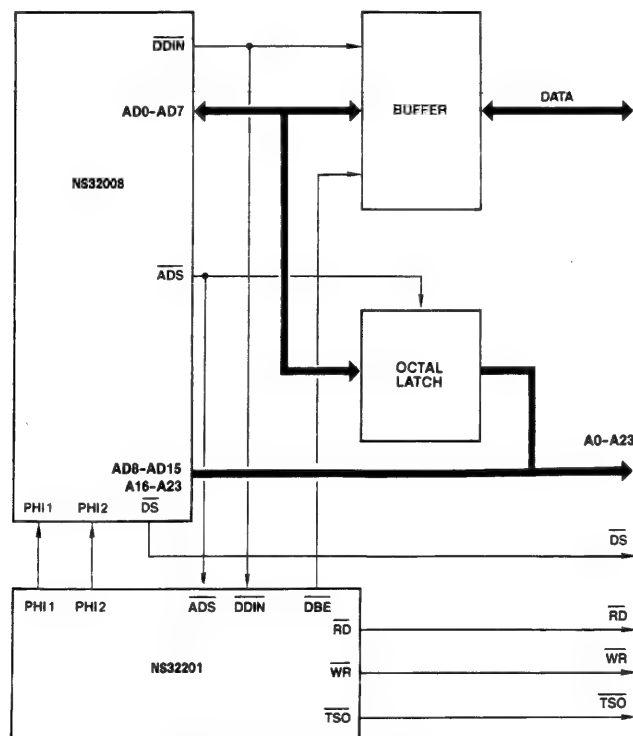 DDIN
AD0-AD7
BUFFER
DATA
NS32008
ADS
OCTAL
LATCH
AD8-AD15
A16-A23
A0-A23
PHI1 PHI2 DS
DS
PHI1 PHI2 ADS DDIN DBE
RD
RD
NS32201
WR
WR
TSO
TSO